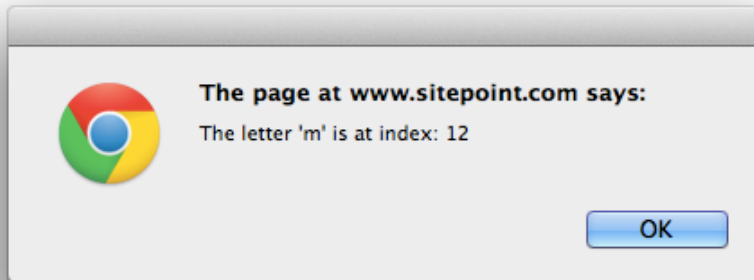 The page at www.sitepoint.com says:
The letter 'm' is at index: 12
OK